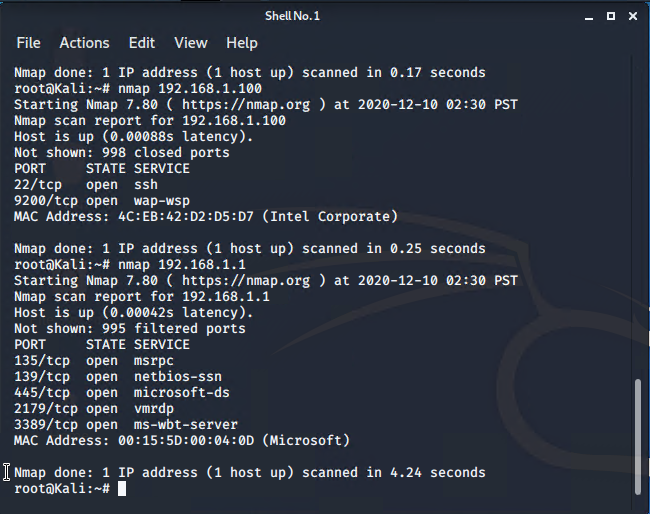 Shell No. 1
File Actions Edit View Help
Nmap done: 1 IP address (1 host up) scanned in 0.17 seconds
root@Kali:~# nmap 192.168.1.100
Starting Nmap 7.80 ( https://nmap.org ) at 2020-12-10 02:30 PST
Nmap scan report for 192.168.1.100
Host is up (0.00088s latency).
Not shown: 998 closed ports
PORT     STATE SERVICE
22/tcp   open  ssh
9200/tcp open  wap-wsp
MAC Address: 4C:EB:42:D2:D5:D7 (Intel Corporate)
Nmap done: 1 IP address (1 host up) scanned in 0.25 seconds
root@Kali:~# nmap 192.168.1.1
Starting Nmap 7.80 ( https://nmap.org ) at 2020-12-10 02:30 PST
Nmap scan report for 192.168.1.1
Host is up (0.00042s latency).
Not shown: 995 filtered ports
PORT     STATE SERVICE
135/tcp  open  msrpc
139/tcp  open  netbios-ssn
445/tcp  open  microsoft-ds
2179/tcp open  vmrdp
3389/tcp open  ms-wbt-server
MAC Address: 00:15:5D:00:04:0D (Microsoft)
Nmap done: 1 IP address (1 host up) scanned in 4.24 seconds
root@Kali:~#